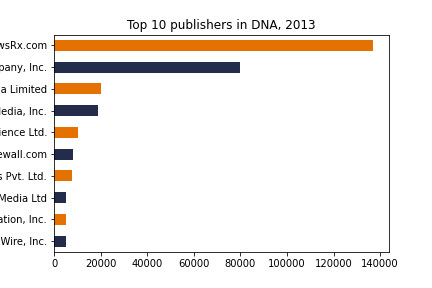 Top 10 publishers in DNA, 2013
wsRx.com
pany, Inc.
a Limited
Media, Inc.
ience Ltd.
ewall.com
s Pvt. Ltd.
Media Ltd
ation, Inc.
Wire, Inc.
0 20000 40000 60000 80000 100000 120000 140000